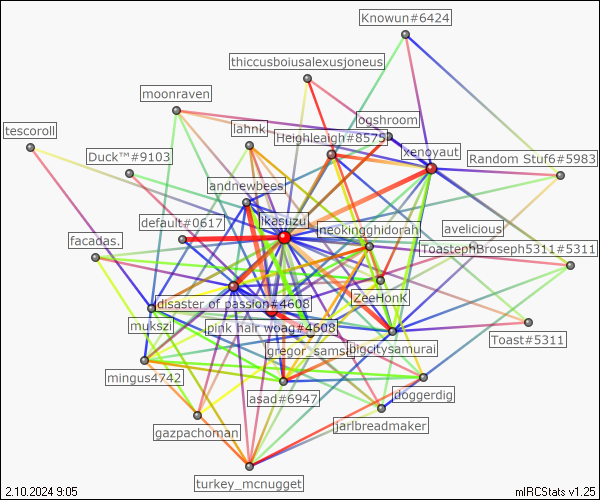 Knowun#6424
thiccusboiusalexusjoneus
moonraven
ogshroom
lahnk
tescoroll
Heighleaigh#8575
xenoyaut
Duck™#9103
Random Stuf6#5983
andnewbees
default#0617
likasuzu
neokingghidorah
avelicious
facadas.
ToastephBroseph5311#5311
ZeeHonK
disaster of passion#4608
mukszi
pink hair woag#4608
Toast#5311
gregor_samsa
bigcitysamurai
mingus4742
asad#6947
doggerdig
jarlbreadmaker
gazpachoman
turkey_mcnugget
2.10.2024 9:05
mIRCStats v1.25